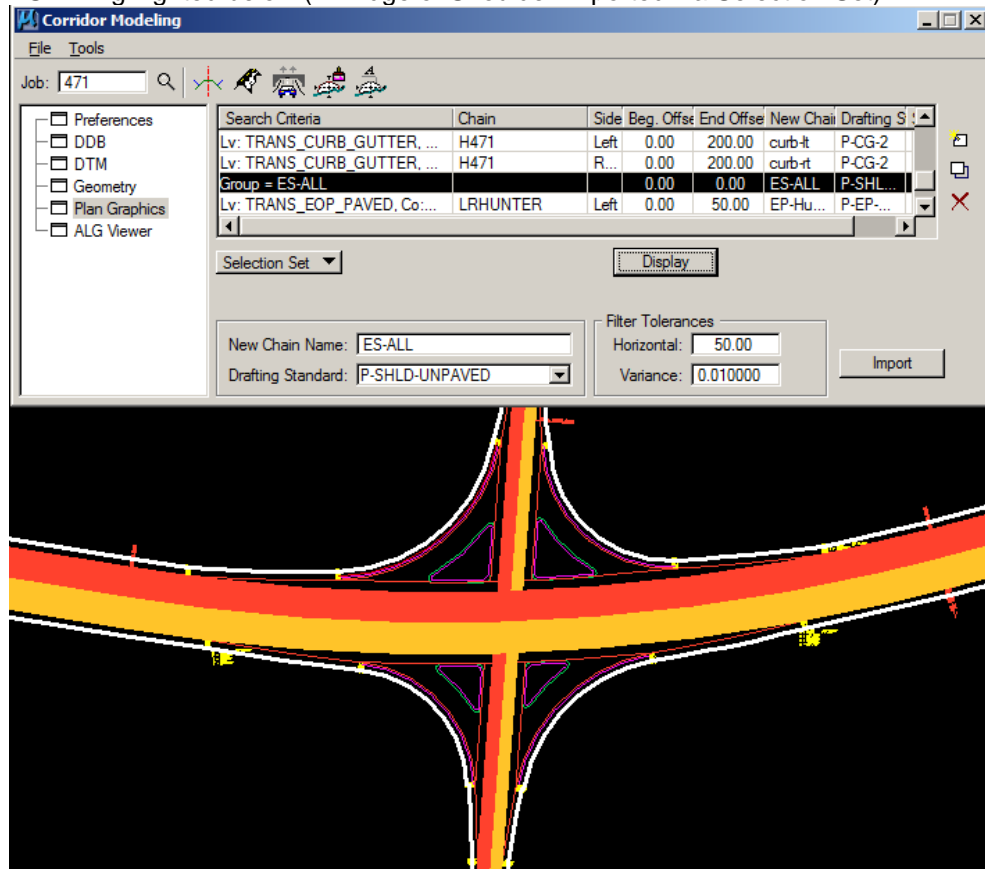 Corridor Modeling
File Tools
Job: 471
Preferences
DDB
DTM
Geometry
Plan Graphics
ALG Viewer
Search Criteria Chain Side Beg. Offse End Offse New Chai Drafting S
Lv: TRANS_CURB_GUTTER, ... H471 Left 0.00 200.00 curb-lt P-CG-2
Lv: TRANS_CURB_GUTTER, ... H471 R... 0.00 200.00 curb-rt P-CG-2
Group = ES-ALL 0.00 0.00 ES-ALL P-SHL...
Lv: TRANS_EOP_PAVED, Co:... LRHUNTER Left 0.00 50.00 EP-Hu... P-EP-...
Selection Set Display
Filter Tolerances
New Chain Name: ES-ALL Horizontal: 50.00
Drafting Standard: P-SHLD-UNPAVED Variance: 0.010000
Import